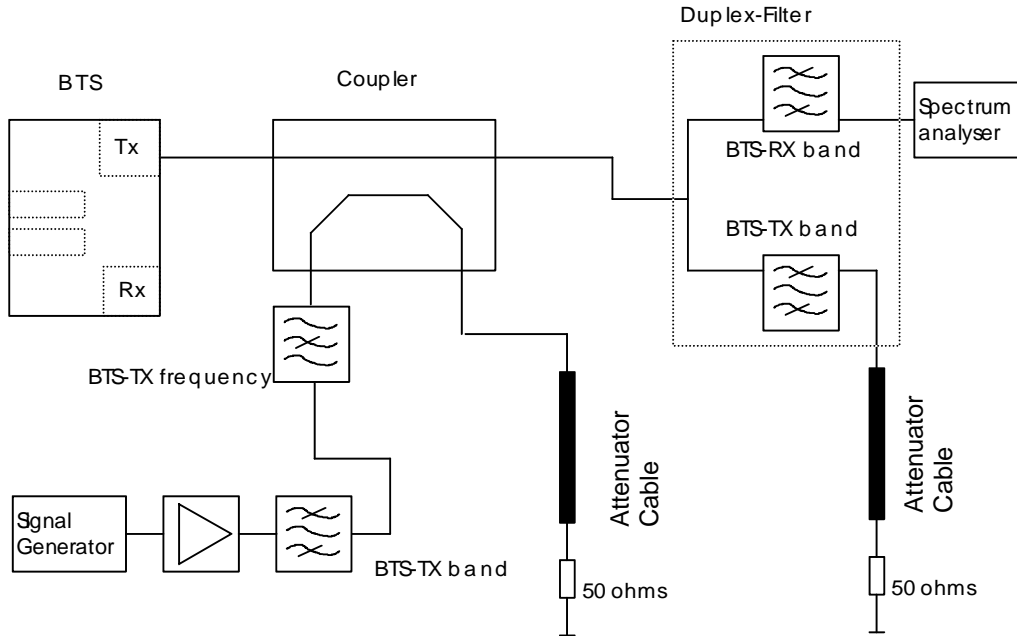 Duplex-Filter
BTS
Coupler
Tx
Spectrum
analyser
BTS-RX band
BTS-TX band
Rx
BTS-TX frequency
Attenuator
Cable
Attenuator
Cable
Signal
Generator
BTS-TX band
50 ohms
50 ohms